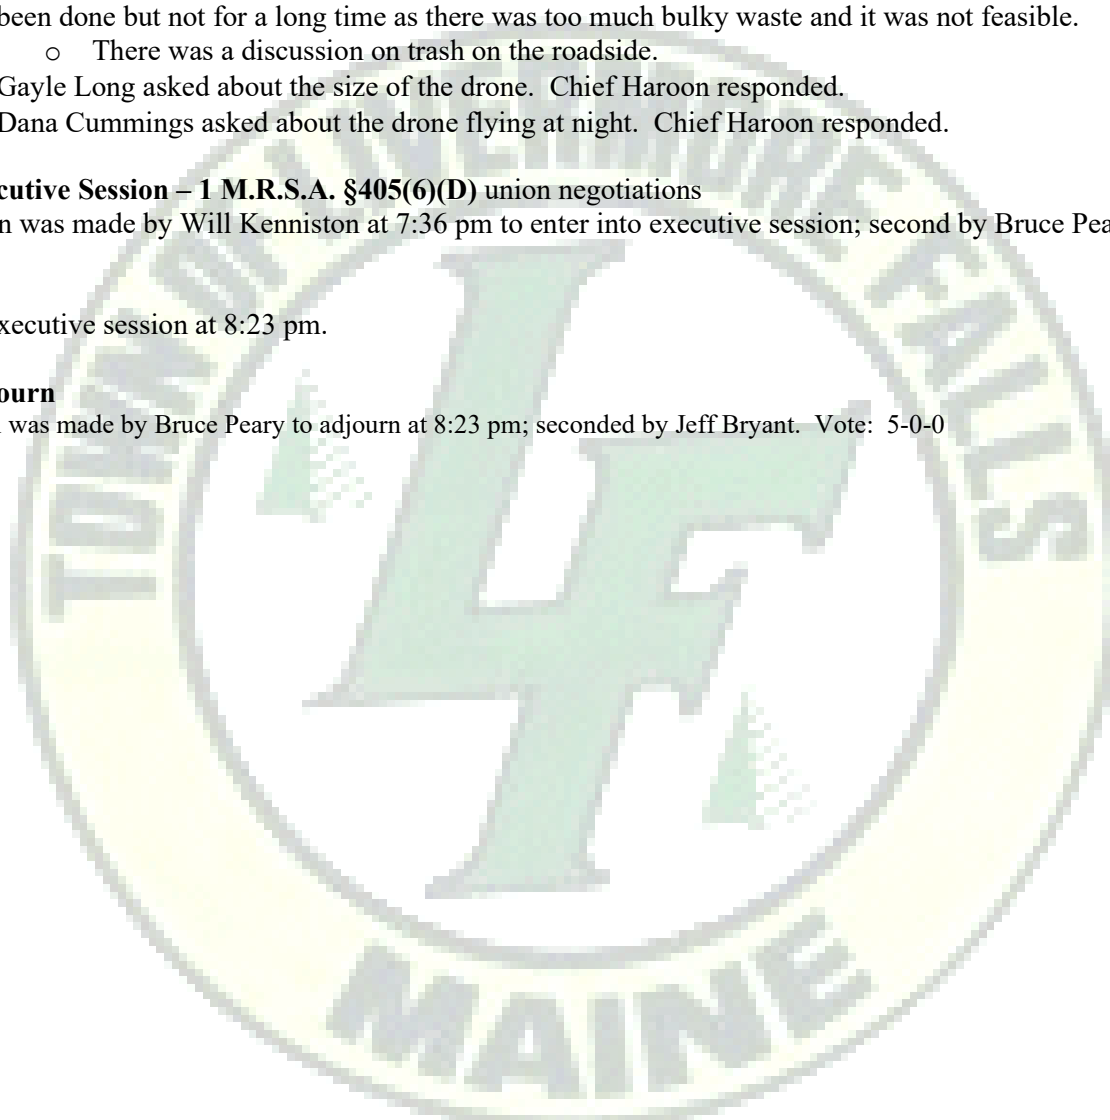 been done but not for a long time as there was too much bulky waste and it was not feasible.
o There was a discussion on trash on the roadside.
Gayle Long asked about the size of the drone. Chief Haroon responded.
Dana Cummings asked about the drone flying at night. Chief Haroon responded.
cutive Session – 1 M.R.S.A. §405(6)(D) union negotiations
n was made by Will Kenniston at 7:36 pm to enter into executive session; second by Bruce Pea
xecutive session at 8:23 pm.
ourn
was made by Bruce Peary to adjourn at 8:23 pm; seconded by Jeff Bryant. Vote: 5-0-0
TOWN OF LIVERMORE FALLS
LF
MAINE